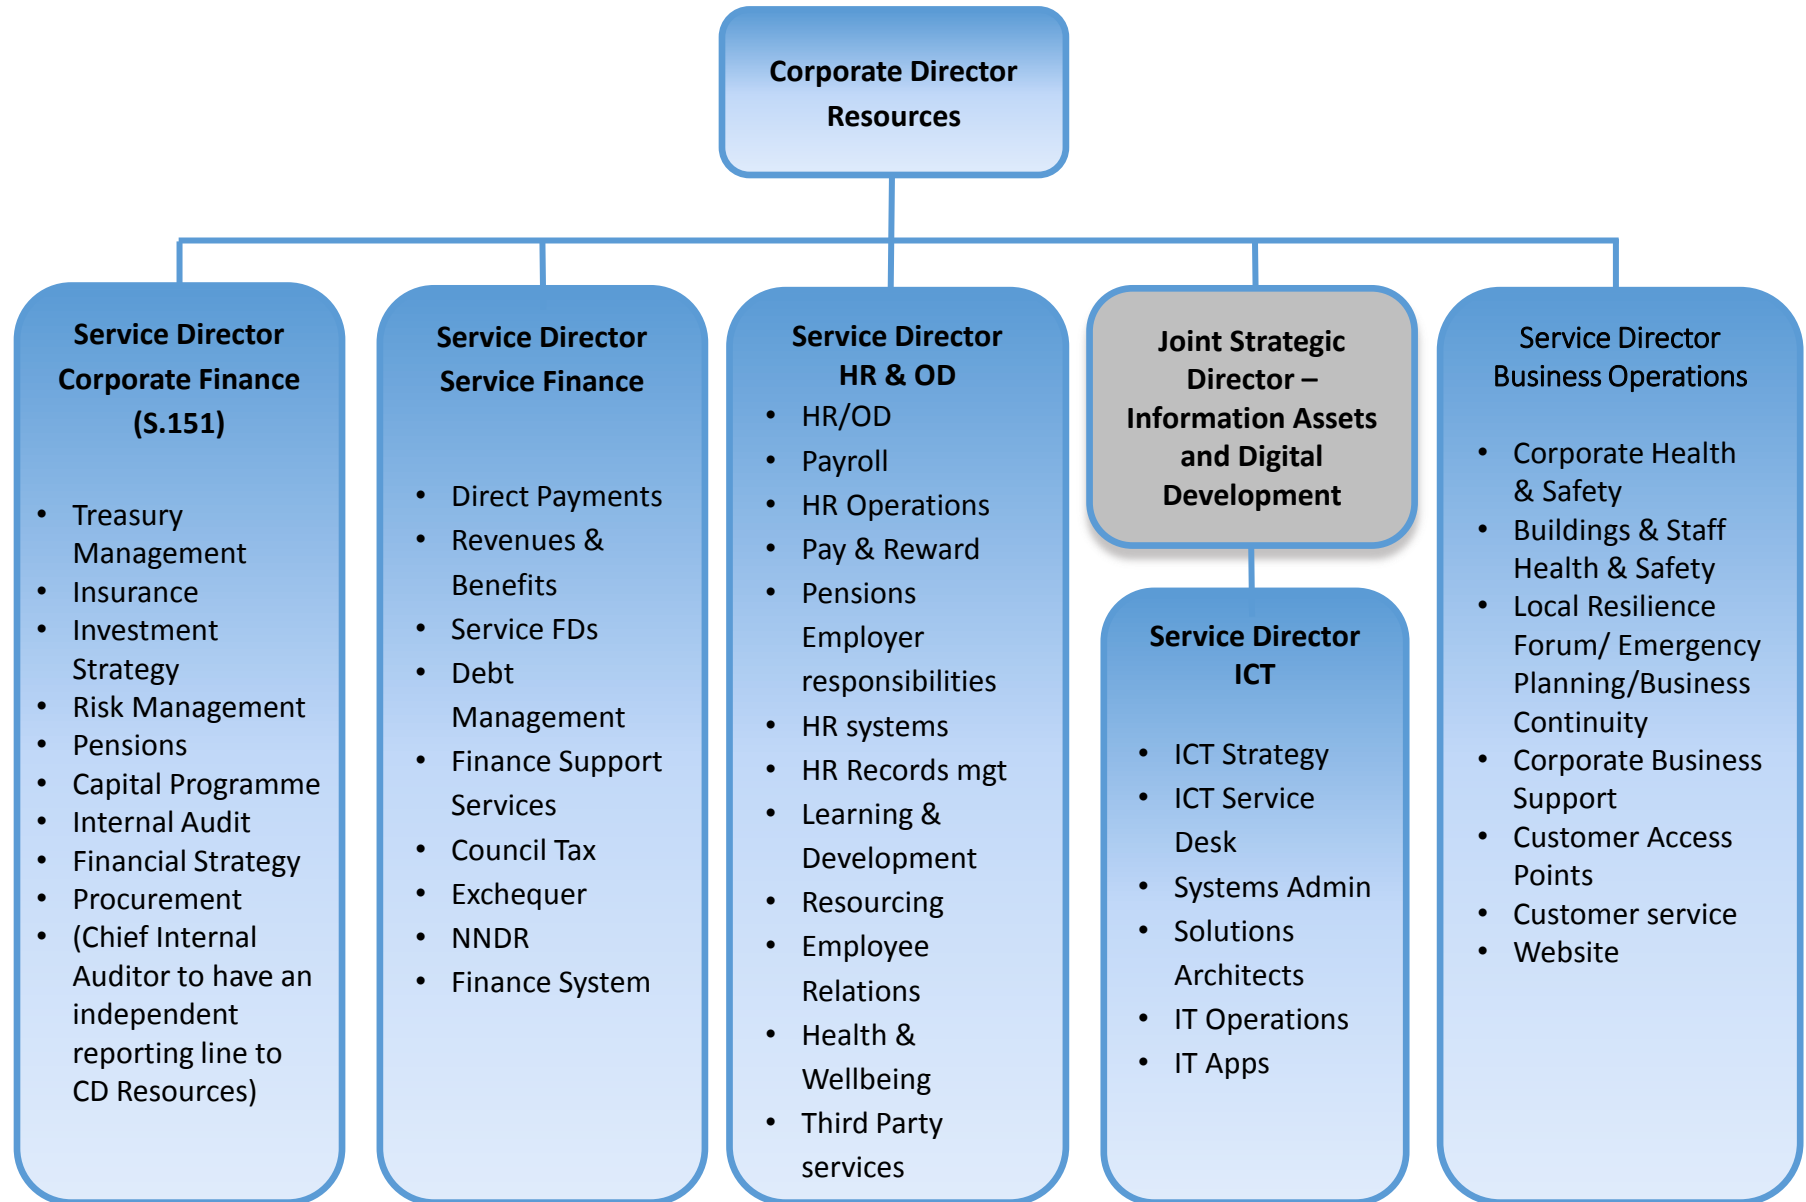 Corporate Director
Resources
Service Director
Corporate Finance
(S.151)
• Treasury
Management
• Insurance
• Investment
Strategy
• Risk Management
• Pensions
• Capital Programme
• Internal Audit
• Financial Strategy
• Procurement
• (Chief Internal
Auditor to have an
independent
reporting line to
CD Resources)
Service Director
Service Finance
• Direct Payments
• Revenues &
Benefits
• Service FDs
• Debt
Management
• Finance Support
Services
• Council Tax
• Exchequer
• NNDR
• Finance System
Service Director
HR & OD
• HR/OD
• Payroll
• HR Operations
• Pay & Reward
• Pensions
Employer
responsibilities
• HR systems
• HR Records mgt
• Learning &
Development
• Resourcing
• Employee
Relations
• Health &
Wellbeing
• Third Party
services
Joint Strategic
Director –
Information Assets
and Digital
Development
Service Director
ICT
• ICT Strategy
• ICT Service
Desk
• Systems Admin
• Solutions
Architects
• IT Operations
• IT Apps
Service Director
Business Operations
• Corporate Health
& Safety
• Buildings & Staff
Health & Safety
• Local Resilience
Forum/ Emergency
Planning/Business
Continuity
• Corporate Business
Support
• Customer Access
Points
• Customer service
• Website